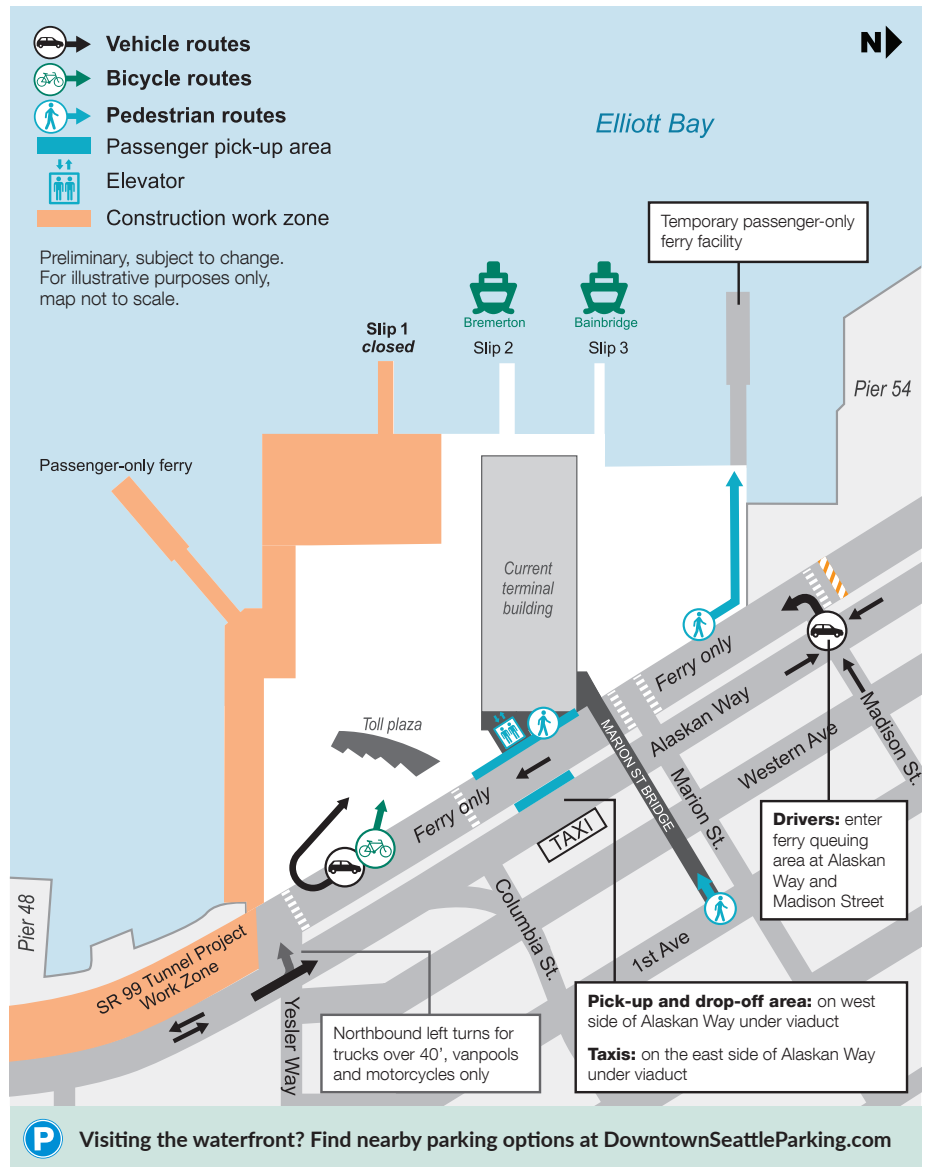 Vehicle routes
Bicycle routes
Pedestrian routes
Passenger pick-up area
Elevator
Construction work zone
Preliminary, subject to change.
For illustrative purposes only,
map not to scale.
N
Elliott Bay
Temporary passenger-only
ferry facility
Bremerton
Slip 2
Bainbridge
Slip 3
Slip 1
closed
Pier 54
Passenger-only ferry
Current
terminal
building
Toll plaza
Ferry only
Ferry only
Alaskan Way
Western Ave
Madison St.
MARION ST BRIDGE
Marion St.
TAXI
Columbia St.
1st Ave
Pier 48
SR 99 Tunnel Project
Work Zone
Yesler Way
Drivers: enter
ferry queuing
area at Alaskan
Way and
Madison Street
Northbound left turns for
trucks over 40’, vanpools
and motorcycles only
Pick-up and drop-off area: on west
side of Alaskan Way under viaduct
Taxis: on the east side of Alaskan Way
under viaduct
P
Visiting the waterfront? Find nearby parking options at DowntownSeattleParking.com